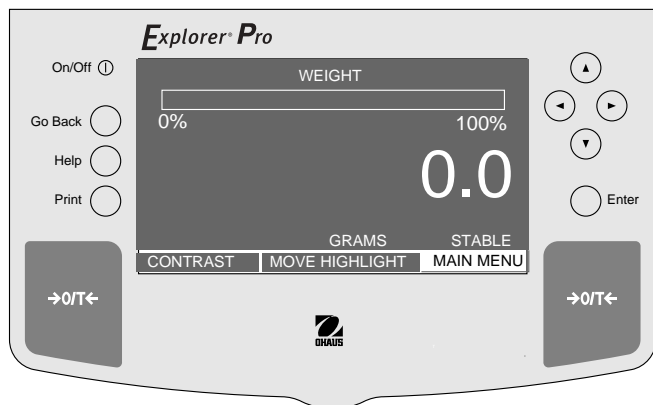 Explorer® Pro
On/Off
Go Back
Help
Print
WEIGHT
0% 100%
0.0
GRAMS STABLE
CONTRAST MOVE HIGHLIGHT MAIN MENU
Enter
→0/T←
→0/T←
OHAUS